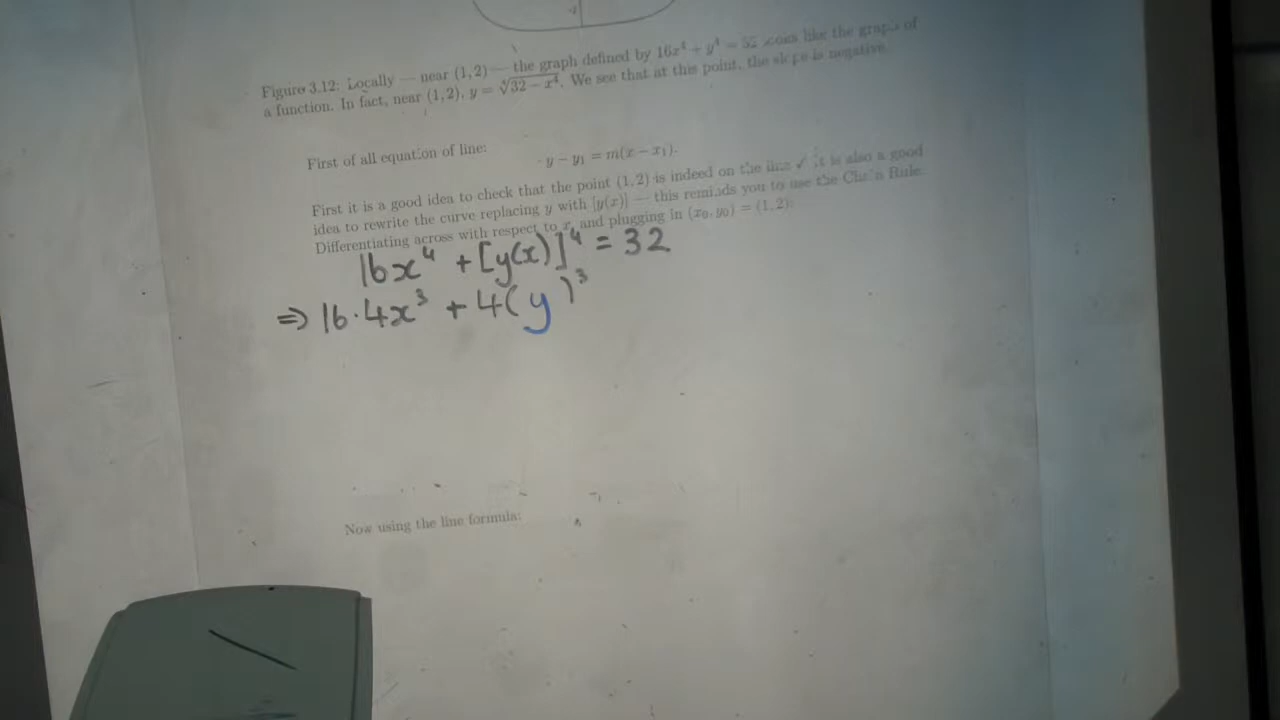 Figure 3.12: Locally — near (1, 2) — the graph defined by 16x⁴ + y⁴ = 32 looks like the graph of
a function. In fact, near (1, 2), y = ∜32 − x⁴. We see that at this point, the slope is negative.
First of all equation of line:
y − y₁ = m(x − x₁).
First it is a good idea to check that the point (1, 2) is indeed on the line ✓ it is also a good
idea to rewrite the curve replacing y with [y(x)] — this reminds you to use the Chain Rule.
Differentiating across with respect to x, and plugging in (x₀, y₀) = (1, 2):
16x⁴ + [y(x)]⁴ = 32
⇒ 16·4x³ + 4(y)³
Now using the line formula: